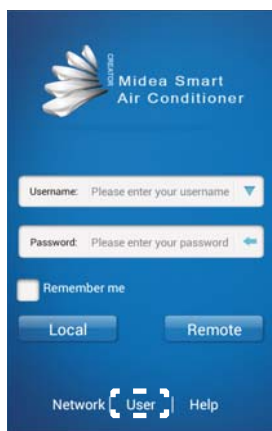 CREATOR
Midea Smart
Air Conditioner
Username: Please enter your username
Password: Please enter your password
Remember me
Local Remote
Network User | Help